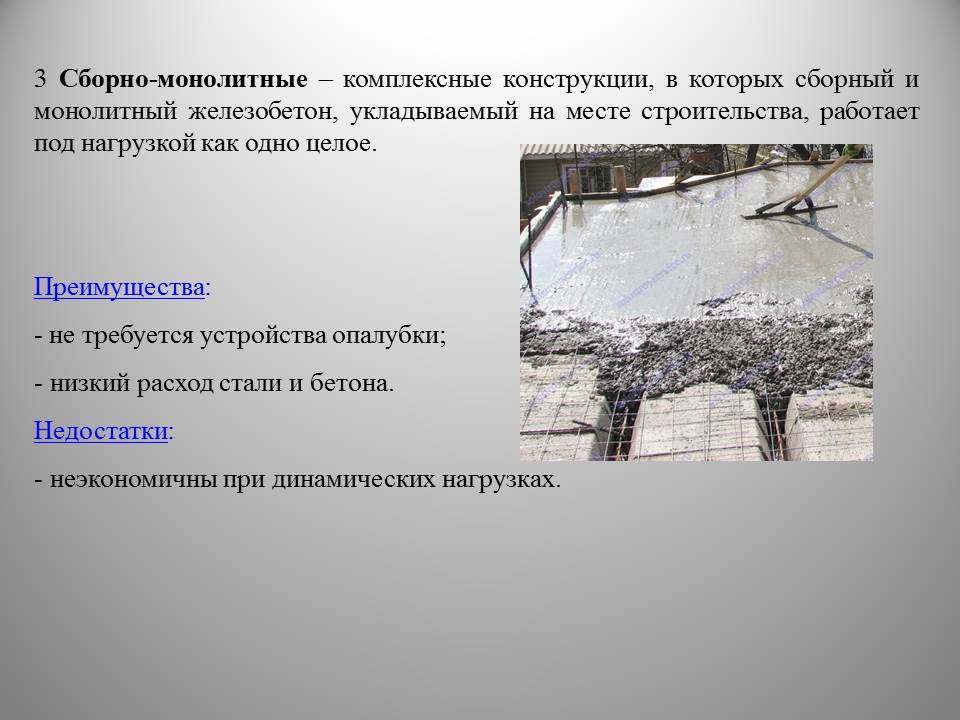 3 Сборно-монолитные – комплексные конструкции, в которых сборный и
монолитный железобетон, укладываемый на месте строительства, работает
под нагрузкой как одно целое.
Преимущества:
- не требуется устройства опалубки;
- низкий расход стали и бетона.
Недостатки:
- неэкономичны при динамических нагрузках.